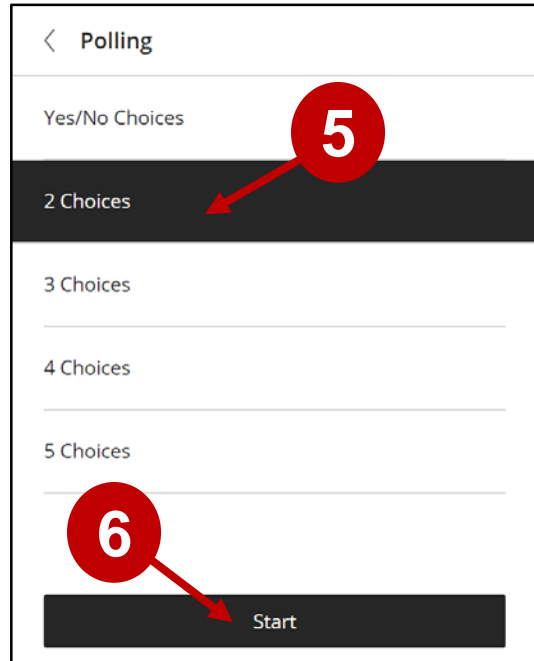 Polling
Yes/No Choices
5
2 Choices
3 Choices
4 Choices
5 Choices
6
Start